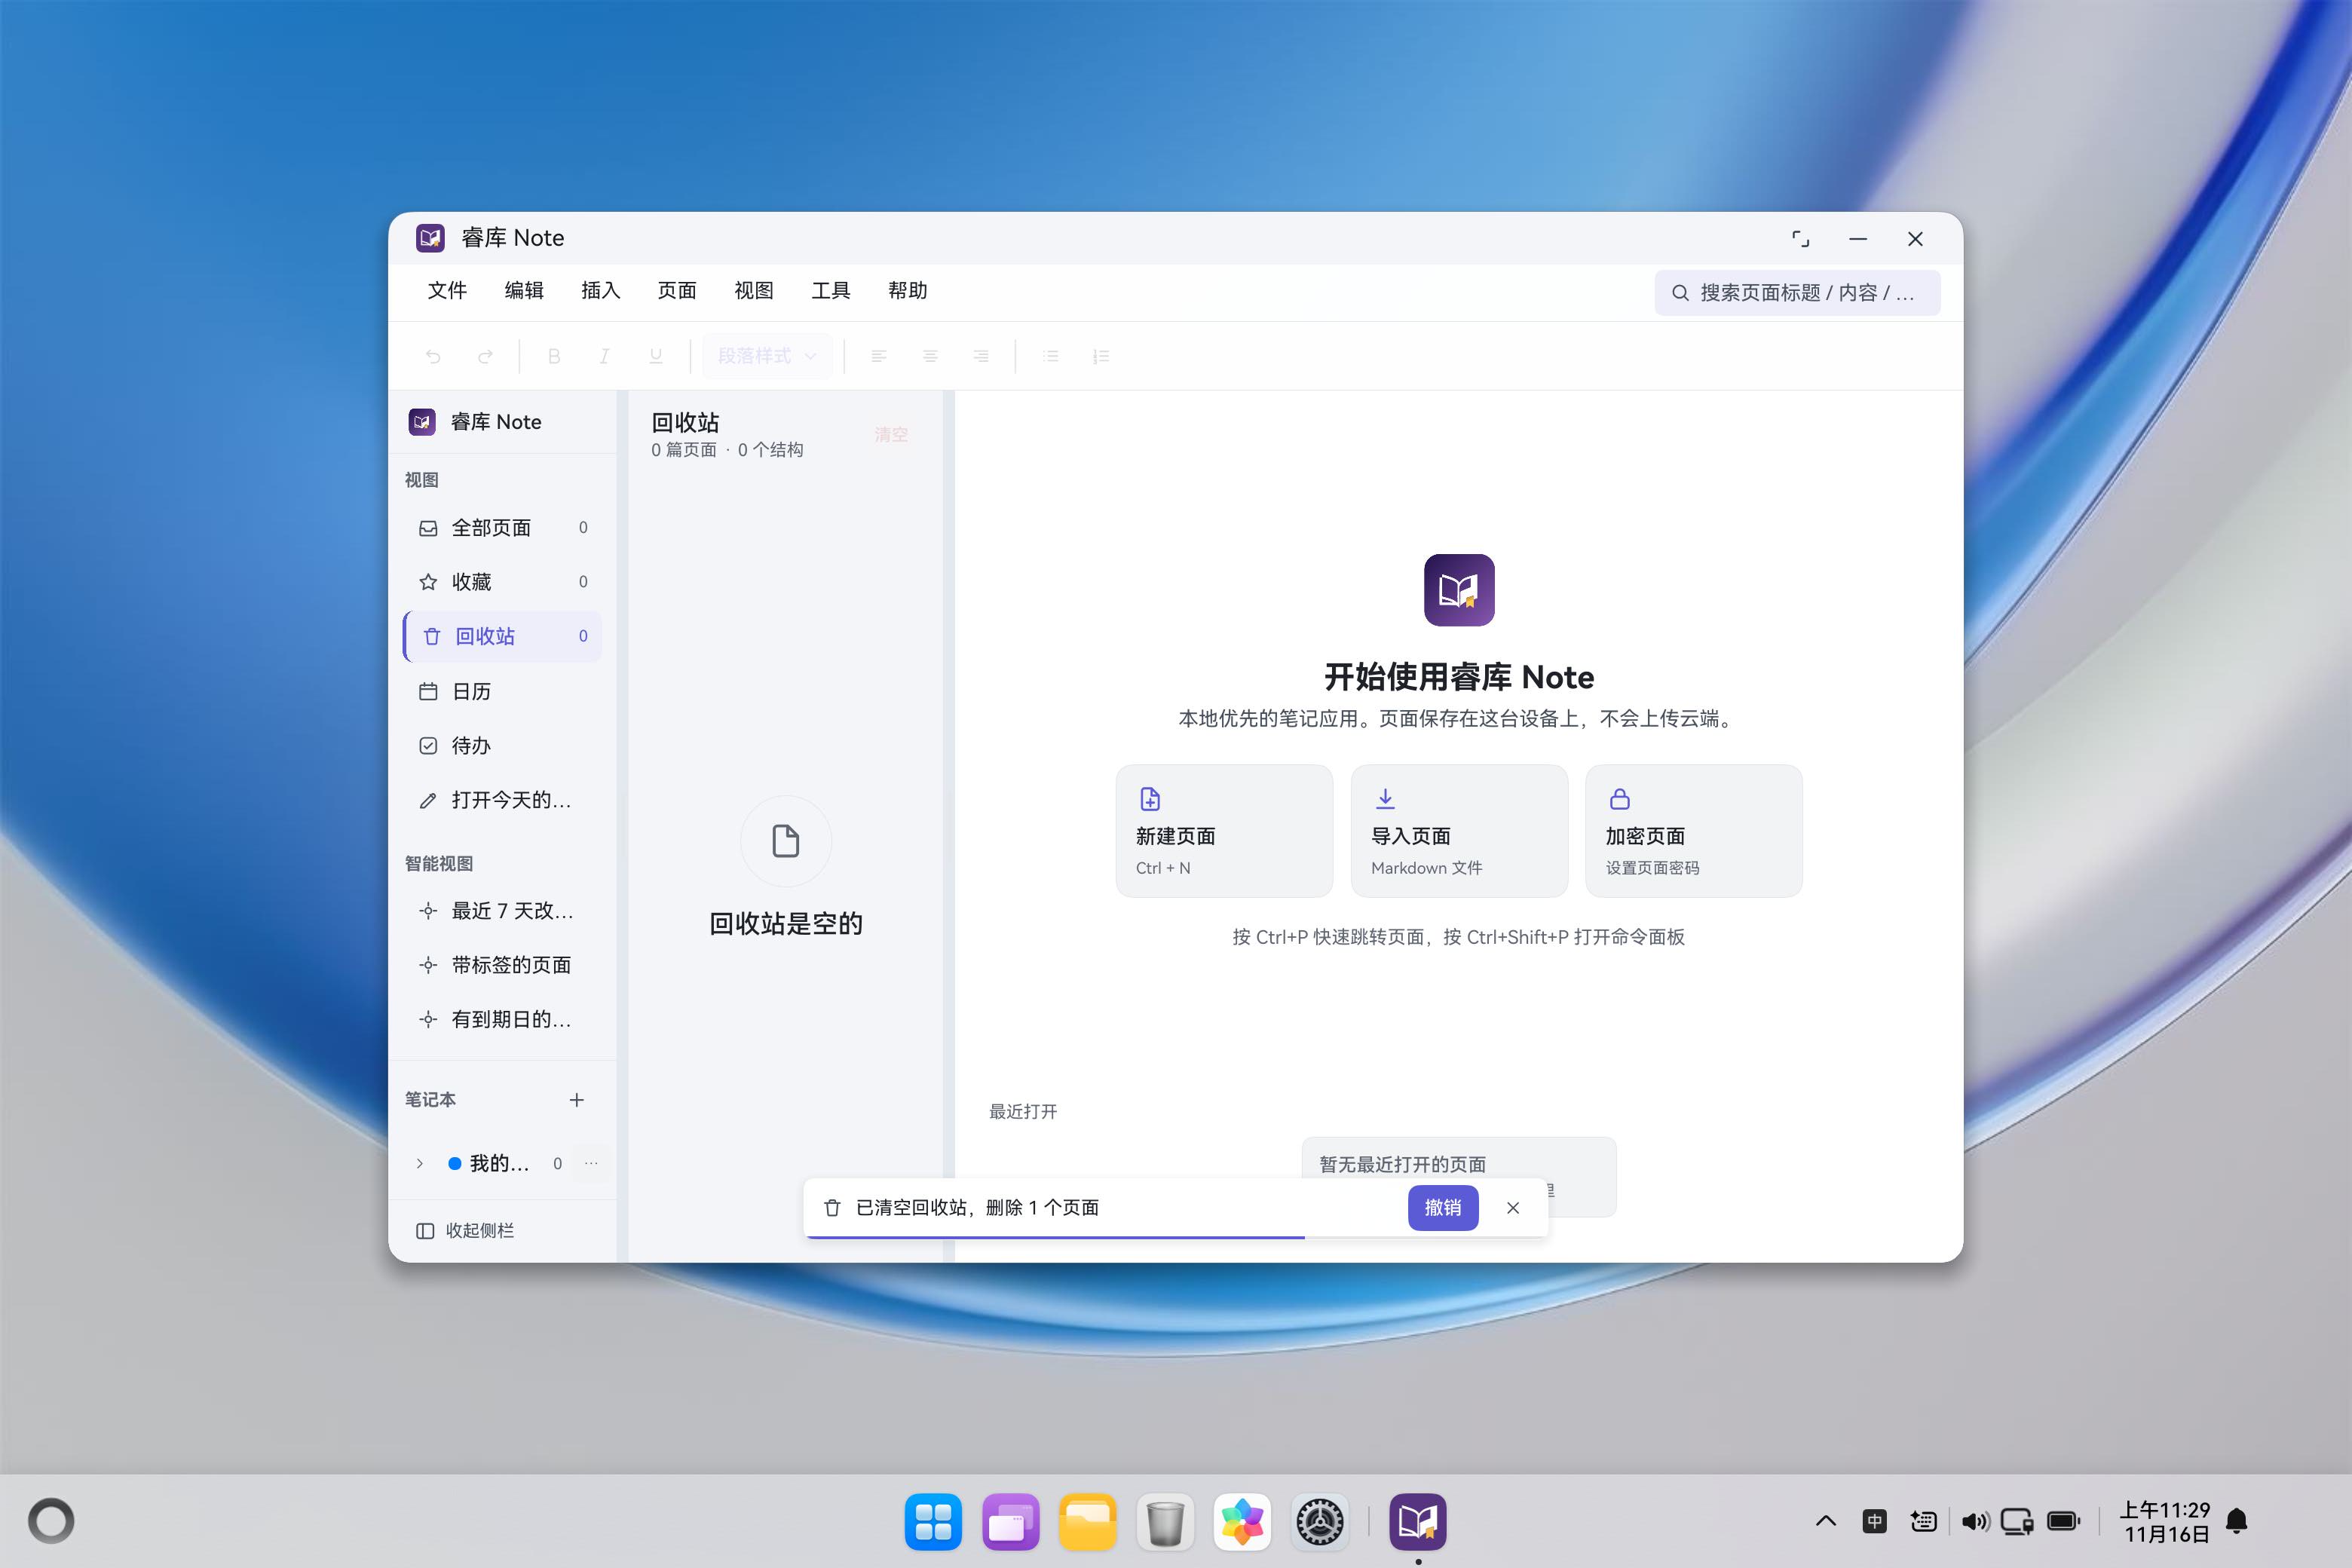 睿库 Note
文件 编辑 插入 页面 视图 工具 帮助
搜索页面标题 / 内容 / …
B I U 段落样式
睿库 Note
视图
全部页面 0
收藏 0
回收站 0
日历
待办
打开今天的…
智能视图
最近 7 天改…
带标签的页面
有到期日的…
笔记本
我的… 0 …
收起侧栏
回收站
0 篇页面 · 0 个结构
清空
回收站是空的
开始使用睿库 Note
本地优先的笔记应用。页面保存在这台设备上，不会上传云端。
新建页面
Ctrl + N
导入页面
Markdown 文件
加密页面
设置页面密码
按 Ctrl+P 快速跳转页面，按 Ctrl+Shift+P 打开命令面板
最近打开
暂无最近打开的页面
已清空回收站，删除 1 个页面
撤销
中
上午11:29
11月16日